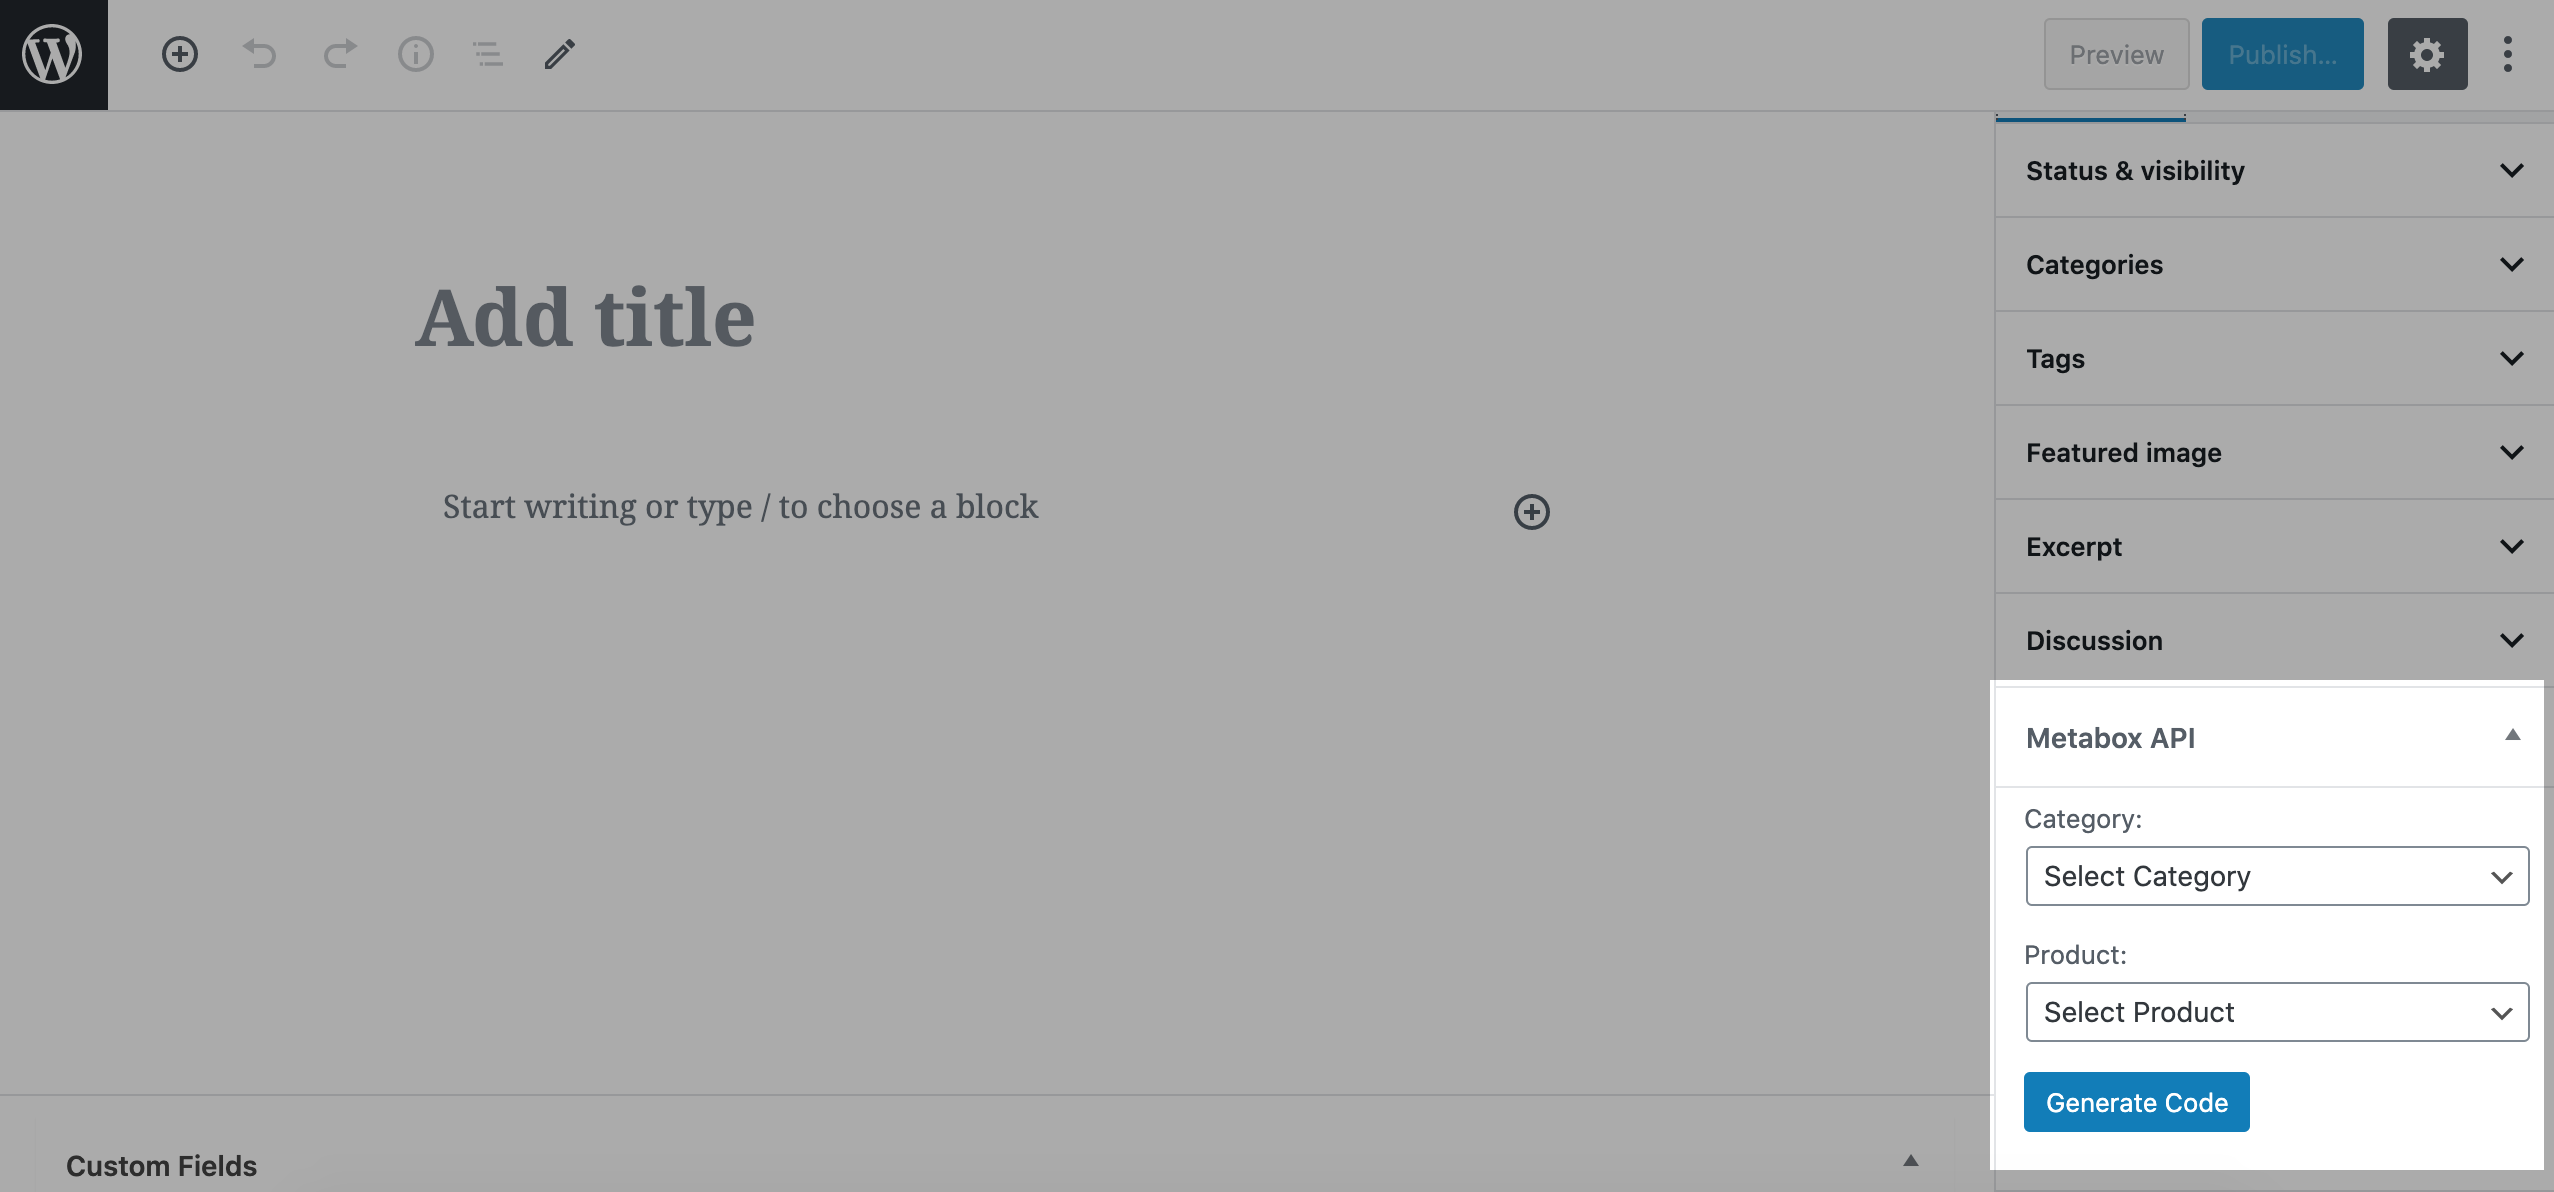 Preview
Publish...
Add title
Start writing or type / to choose a block
Custom Fields
Status & visibility
Categories
Tags
Featured image
Excerpt
Discussion
Metabox API
Category:
Select Category
Product:
Select Product
Generate Code